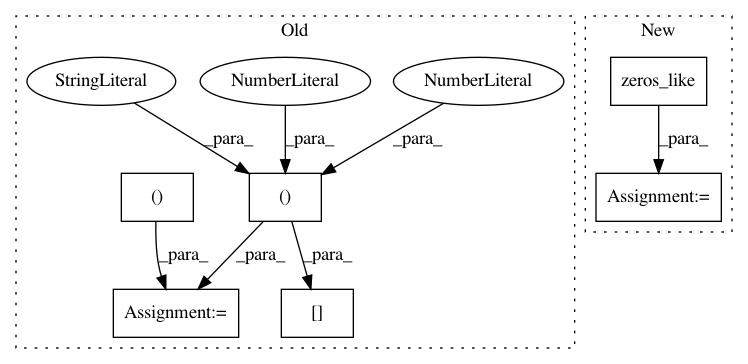 Old
New
StringLiteral
NumberLiteral
NumberLiteral
zeros_like
_para_
_para_
_para_
_para_
()
()
Assignment:=
_para_
_para_
_para_
Assignment:=
[]